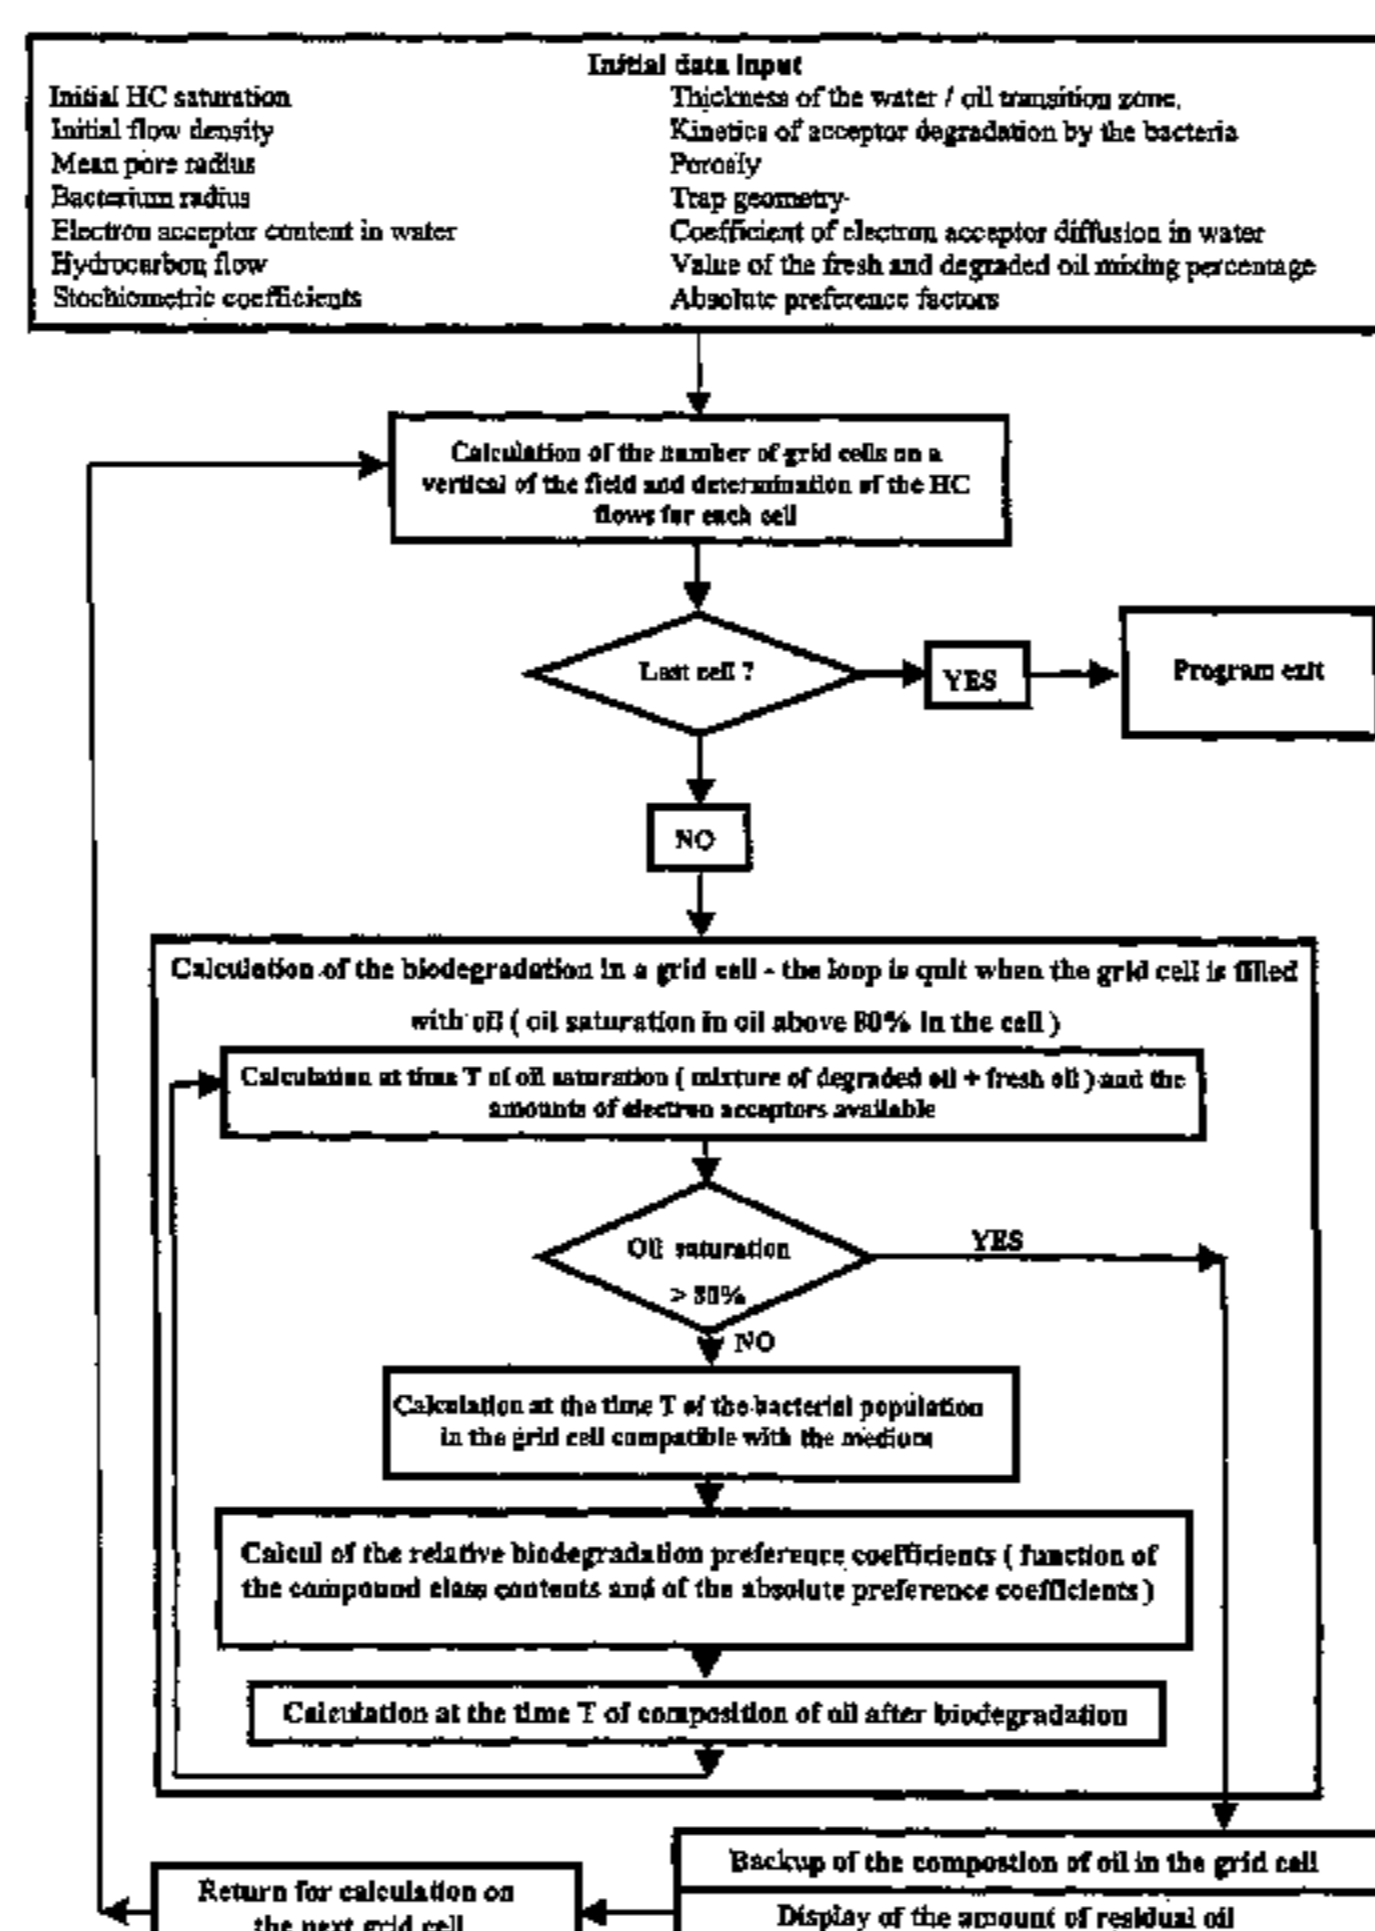 Initial data input
Initial HC saturation
Initial flow density
Mean pore radius
Bacterium radius
Electron acceptor content in water
Hydrocarbon flow
Stochiometric coefficients
Thickness of the water / oil transition zone.
Kinetics of acceptor degradation by the bacteria
Porosity
Trap geometry
Coefficient of electron acceptor diffusion in water
Value of the fresh and degraded oil mixing percentage
Absolute preference factors
Calculation of the number of grid cells on a
vertical of the field and determination of the HC
flows for each cell
Last cell ?
YES
Program exit
NO
Calculation of the biodegradation in a grid cell - the loop is quit when the grid cell is filled
with oil ( oil saturation in oil above 80% in the cell )
Calculation at time T of oil saturation ( mixture of degraded oil + fresh oil ) and the
amounts of electron acceptors available
Oil saturation
> 80%
YES
NO
Calculation at the time T of the bacterial population
in the grid cell compatible with the medium
Calcul of the relative biodegradation preference coefficients ( function of
the compound class contents and of the absolute preference coefficients )
Calculation at the time T of composition of oil after biodegradation
Backup of the compostion of oil in the grid cell
Display of the amount of residual oil
Return for calculation on
the next grid cell